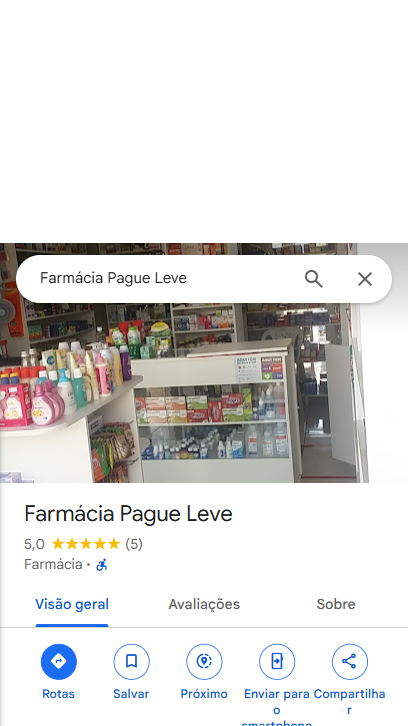 Farmácia Pague Leve
Farmácia Pague Leve
5,0 (5)
Farmácia ·
Visão geral Avaliações Sobre
Rotas Salvar Próximo Enviar para o smartphone Compartilhar